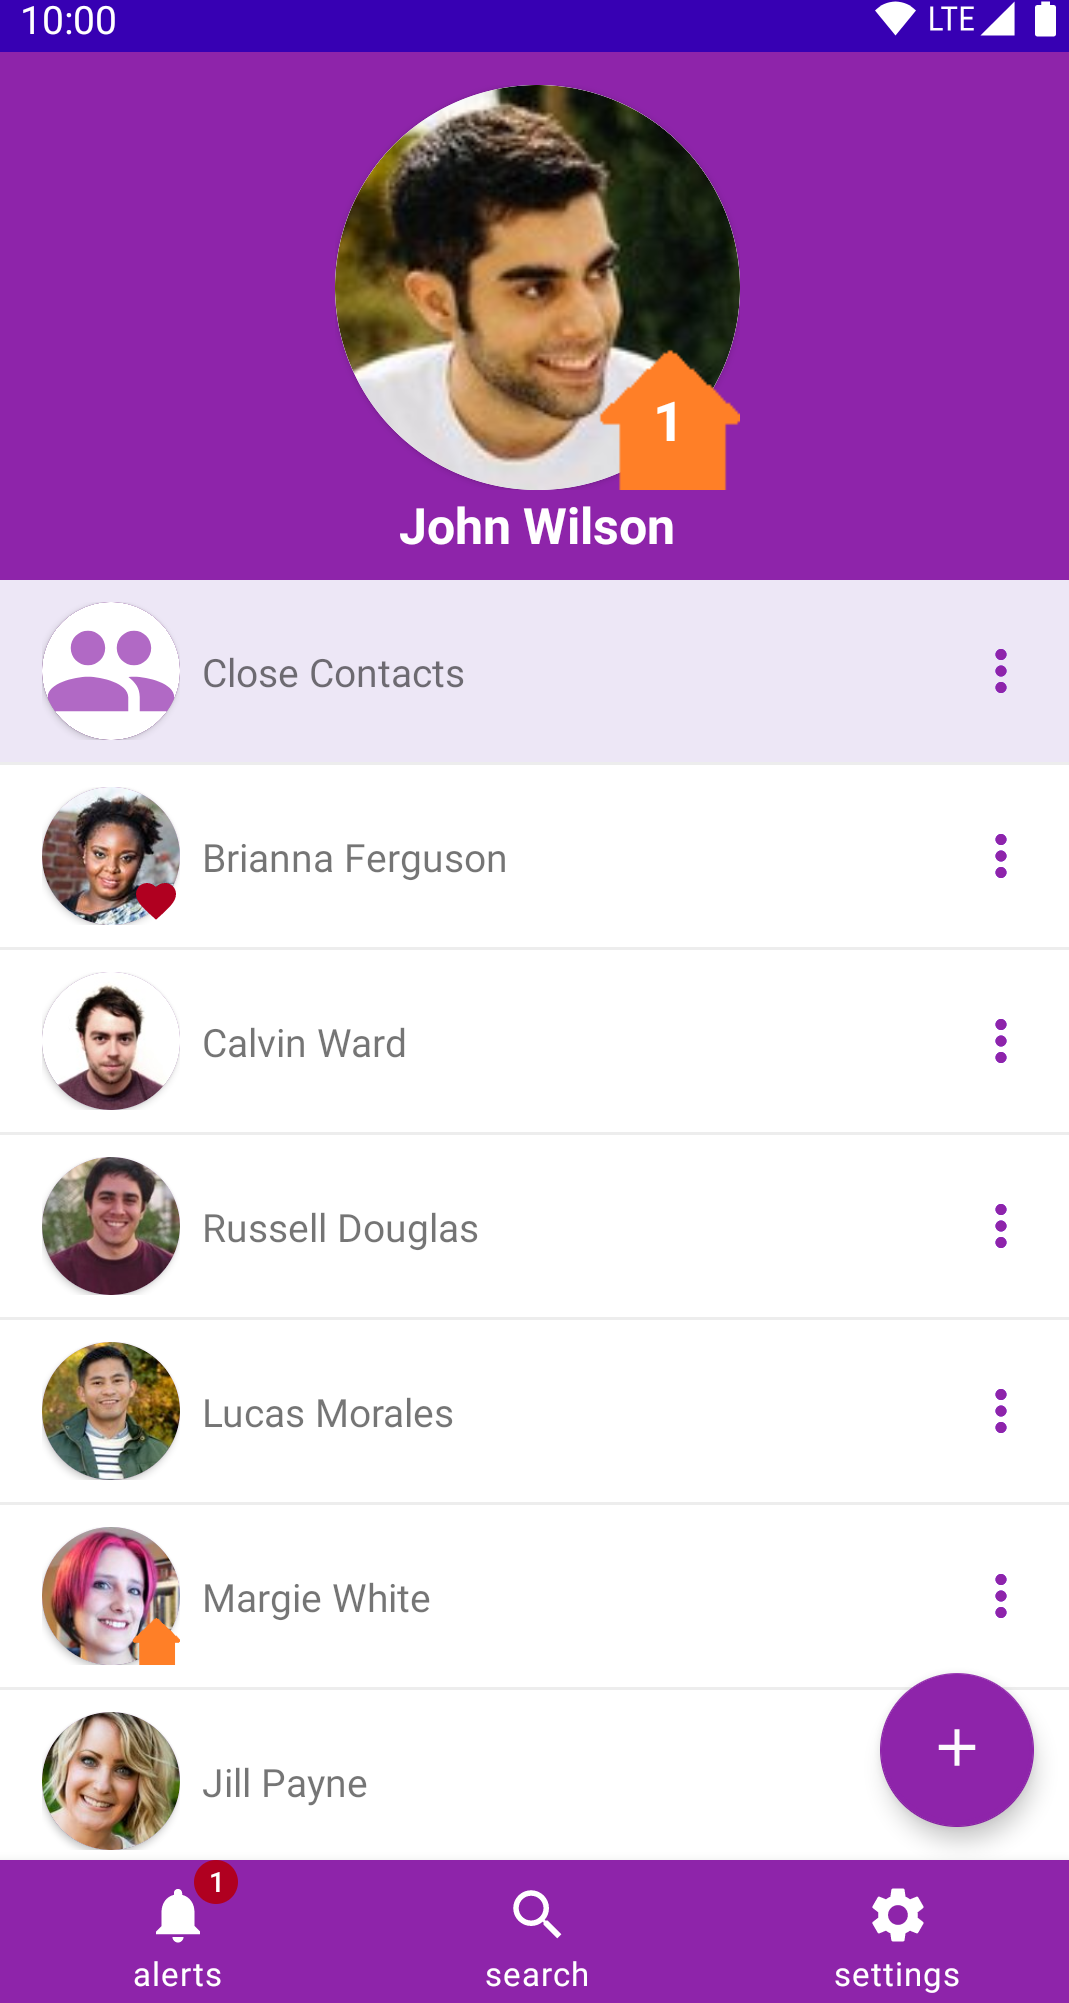 10:00 LTE
1
John Wilson
Close Contacts
Brianna Ferguson
Calvin Ward
Russell Douglas
Lucas Morales
Margie White
Jill Payne
1
alerts search settings